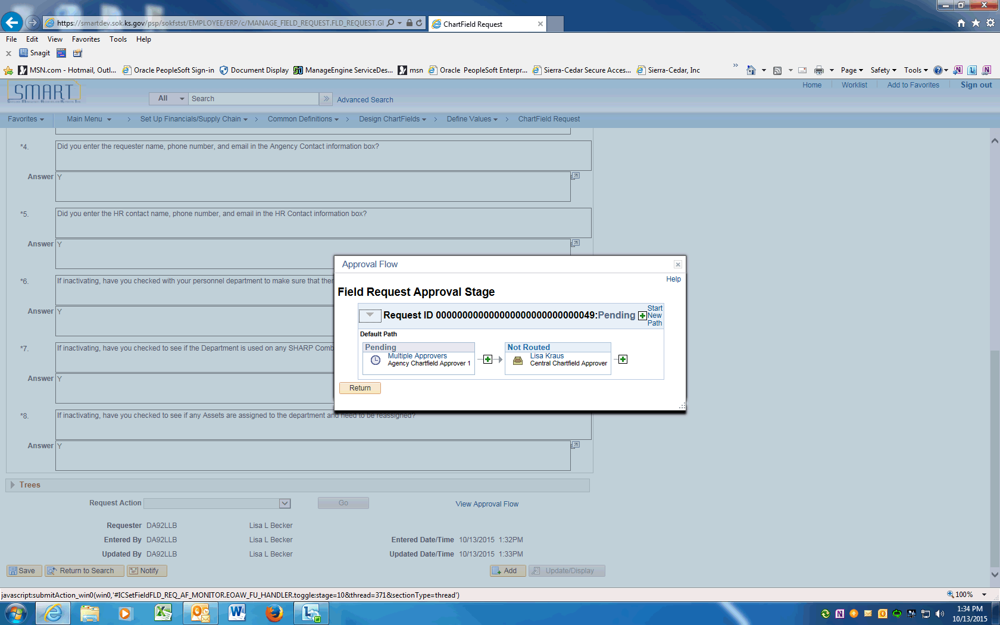 https://smartdev.sok.ks.gov/psp/sokfstst/EMPLOYEE/ERP/c/MANAGE_FIELD_REQUEST.FLD_REQUEST.GI
ChartField Request
File Edit View Favorites Tools Help
Snagit
MSN.com - Hotmail, Outl... Oracle PeopleSoft Sign-in Document Display ManageEngine ServiceDes... msn Oracle PeopleSoft Enterpr... Sierra-Cedar Secure Acces... Sierra-Cedar, Inc
Page Safety Tools
SMART
Home Worklist Add to Favorites Sign out
All Search Advanced Search
Favorites Main Menu > Set Up Financials/Supply Chain > Common Definitions > Design ChartFields > Define Values > ChartField Request
*4. Did you enter the requester name, phone number, and email in the Angency Contact information box?
Answer Y
*5. Did you enter the HR contact name, phone number, and email in the HR Contact information box?
Answer Y
*6. If inactivating, have you checked with your personnel department to make sure that ther
Answer Y
*7. If inactivating, have you checked to see if the Department is used on any SHARP Comb
Answer Y
*8. If inactivating, have you checked to see if any Assets are assigned to the department and need to be reassigned?
Answer Y
Approval Flow
Help
Field Request Approval Stage
Request ID 0000000000000000000000000000049:Pending
Start
New
Path
Default Path
Pending
Multiple Approvers
Agency Chartfield Approver 1
Not Routed
Lisa Kraus
Central Chartfield Approver
Return
Trees
Request Action Go View Approval Flow
Requester DA92LLB Lisa L Becker
Entered By DA92LLB Lisa L Becker Entered Date/Time 10/13/2015 1:32PM
Updated By DA92LLB Lisa L Becker Updated Date/Time 10/13/2015 1:33PM
Save Return to Search Notify Add Update/Display
javascript:submitAction_win0(win0,'#ICSetFieldFLD_REQ_AF_MONITOR.EOAW_FU_HANDLER.toggle:stage=10&thread=371&sectionType=thread')
100%
1:34 PM
10/13/2015